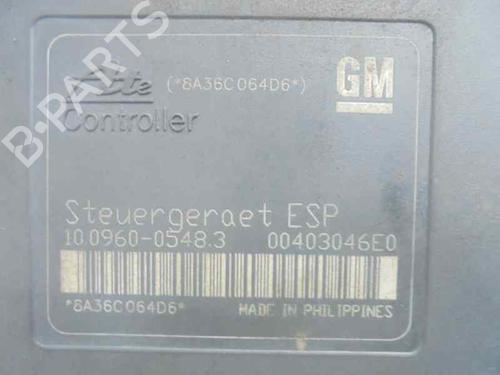 Ate (*8A36C064D6*) GM
Controller
Steuergeraet ESP
10.0960-0548.3 00403046E0
*8A36C064D6* MADE IN PHILIPPINES
B-PARTS